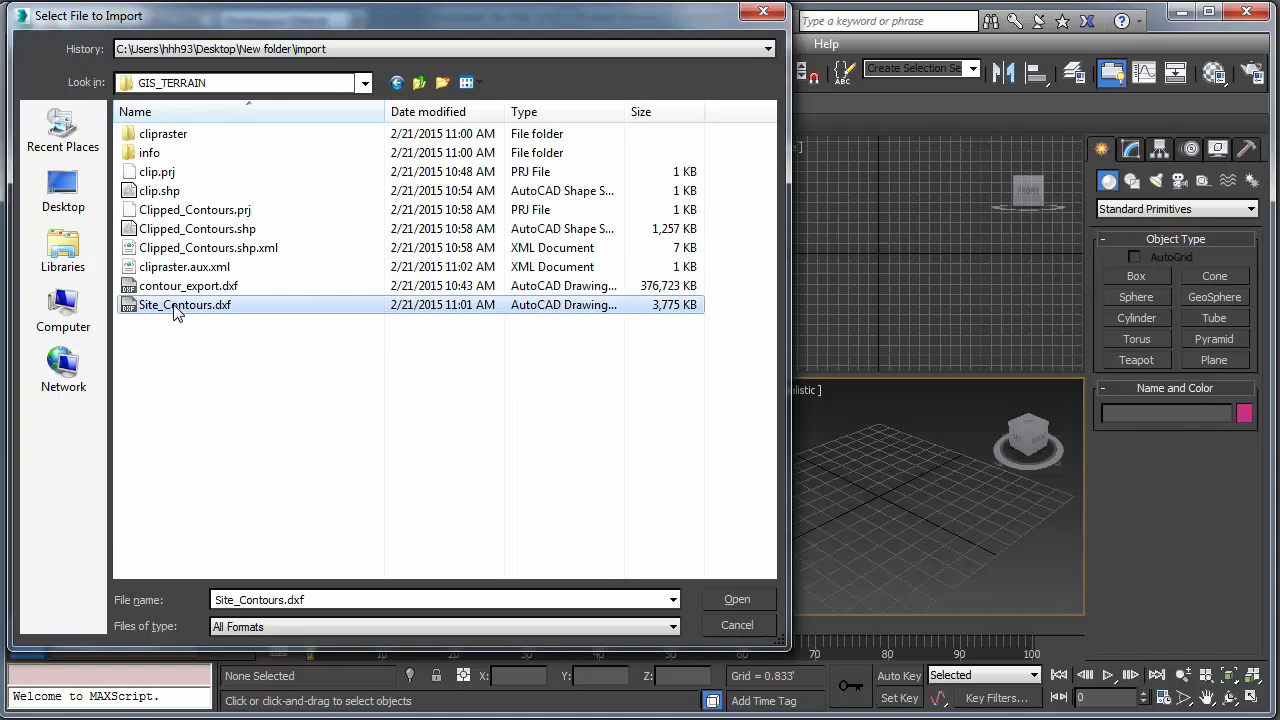 Select File to Import
Type a keyword or phrase
History: C:\Users\hhh93\Desktop\New folder\import
Help
Look in: GIS_TERRAIN
Create Selection Se
Name Date modified Type Size
clipraster 2/21/2015 11:00 AM File folder
info 2/21/2015 11:00 AM File folder
clip.prj 2/21/2015 10:48 AM PRJ File 1 KB
clip.shp 2/21/2015 10:54 AM AutoCAD Shape S... 1 KB
Clipped_Contours.prj 2/21/2015 10:58 AM PRJ File 1 KB
Clipped_Contours.shp 2/21/2015 10:58 AM AutoCAD Shape S... 1,257 KB
Clipped_Contours.shp.xml 2/21/2015 10:58 AM XML Document 7 KB
clipraster.aux.xml 2/21/2015 11:02 AM XML Document 1 KB
contour_export.dxf 2/21/2015 10:43 AM AutoCAD Drawing... 376,723 KB
Site_Contours.dxf 2/21/2015 11:01 AM AutoCAD Drawing... 3,775 KB
Recent Places
Desktop
Libraries
Computer
Network
File name: Site_Contours.dxf Open
Files of type: All Formats Cancel
FRONT
Standard Primitives
Object Type
AutoGrid
Box Cone
Sphere GeoSphere
Cylinder Tube
Torus Pyramid
Teapot Plane
Name and Color
alistic ]
70 80 90 100
None Selected X: Y: Z: Grid = 0.833' Auto Key Selected
Welcome to MAXScript. Click or click-and-drag to select objects Add Time Tag Set Key Key Filters... 0